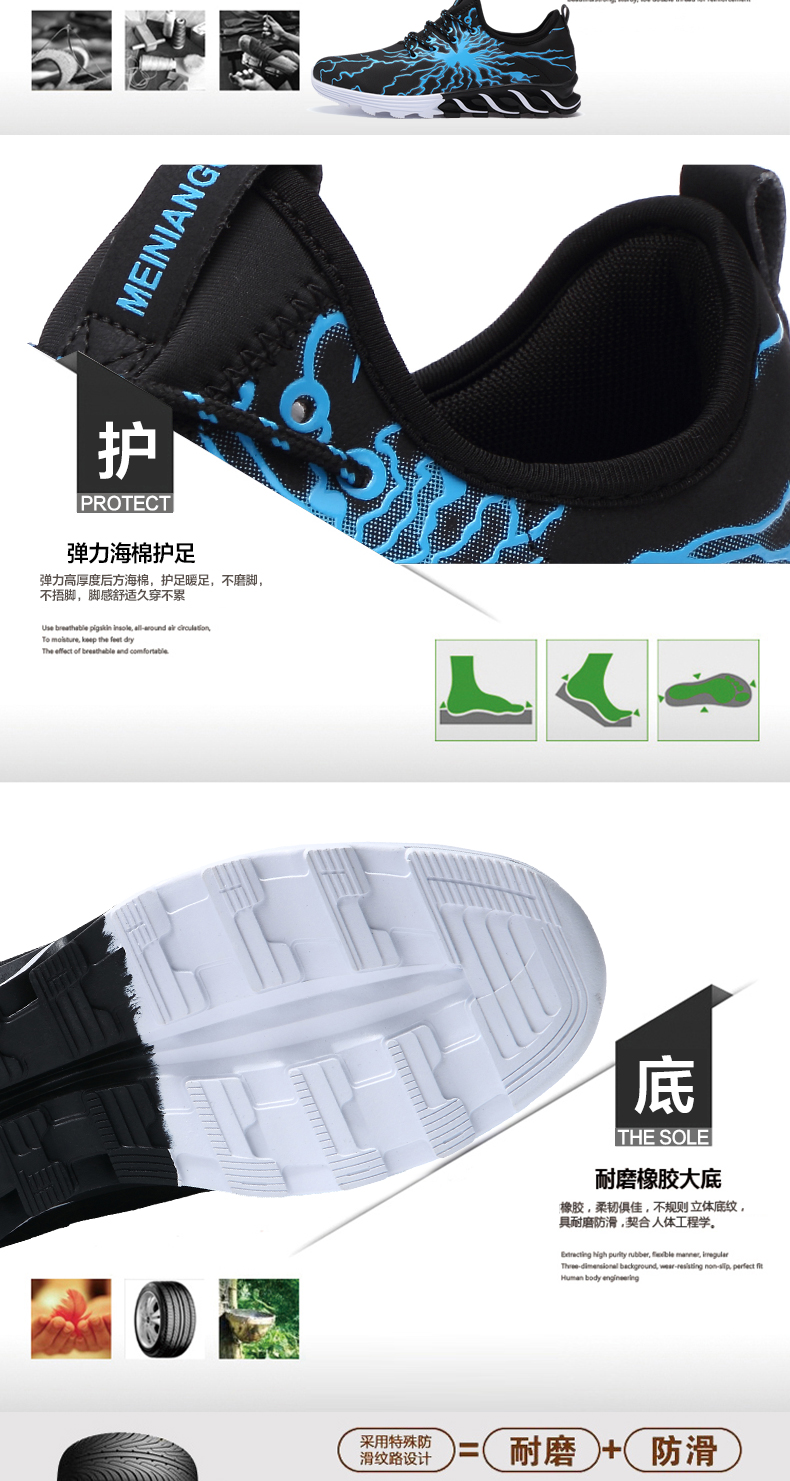 MEINIANG
护
PROTECT
弹力海棉护足
弹力高厚度后方海棉，护足暖足，不磨脚，
不捂脚，脚感舒适久穿不累
Use breathable pigskin insole, all-around air circulation,
To moisture, keep the feet dry
The effect of breathable and comfortable.
底
THE SOLE
耐磨橡胶大底
橡胶，柔韧俱佳，不规则 立体底纹，
具耐磨防滑，契合 人体工程学。
Extracting high purity rubber, flexible manner, irregular
Three-dimensional background, wear-resisting non-slip, perfect fit
Human body engineering
采用特殊防
滑纹路设计
=
耐磨
+
防滑